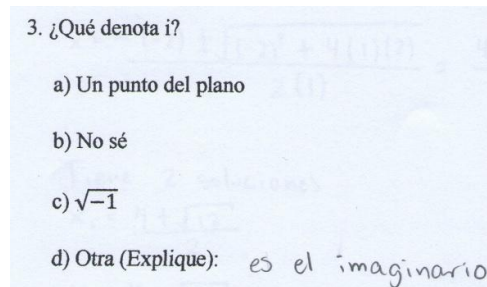 3. ¿Qué denota i?
a) Un punto del plano
b) No sé
c) √−1
d) Otra (Explique): es el imaginario